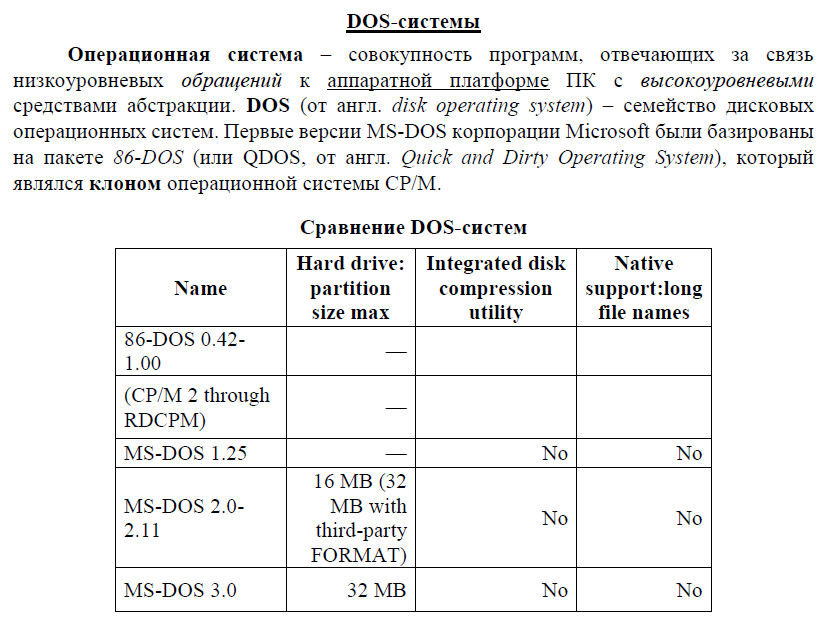 DOS-системы
Операционная система – совокупность программ, отвечающих за связь
низкоуровневых обращений к аппаратной платформе ПК с высокоуровневыми
средствами абстракции. DOS (от англ. disk operating system) – семейство дисковых
операционных систем. Первые версии MS-DOS корпорации Microsoft были базированы
на пакете 86-DOS (или QDOS, от англ. Quick and Dirty Operating System), который
являлся клоном операционной системы CP/M.
Сравнение DOS-систем
Name
Hard drive:
partition
size max
Integrated disk
compression
utility
Native
support:long
file names
86-DOS 0.42-
1.00
—
(CP/M 2 through
RDCPM)
—
MS-DOS 1.25
—
No
No
MS-DOS 2.0-
2.11
16 MB (32
MB with
third-party
FORMAT)
No
No
MS-DOS 3.0
32 MB
No
No